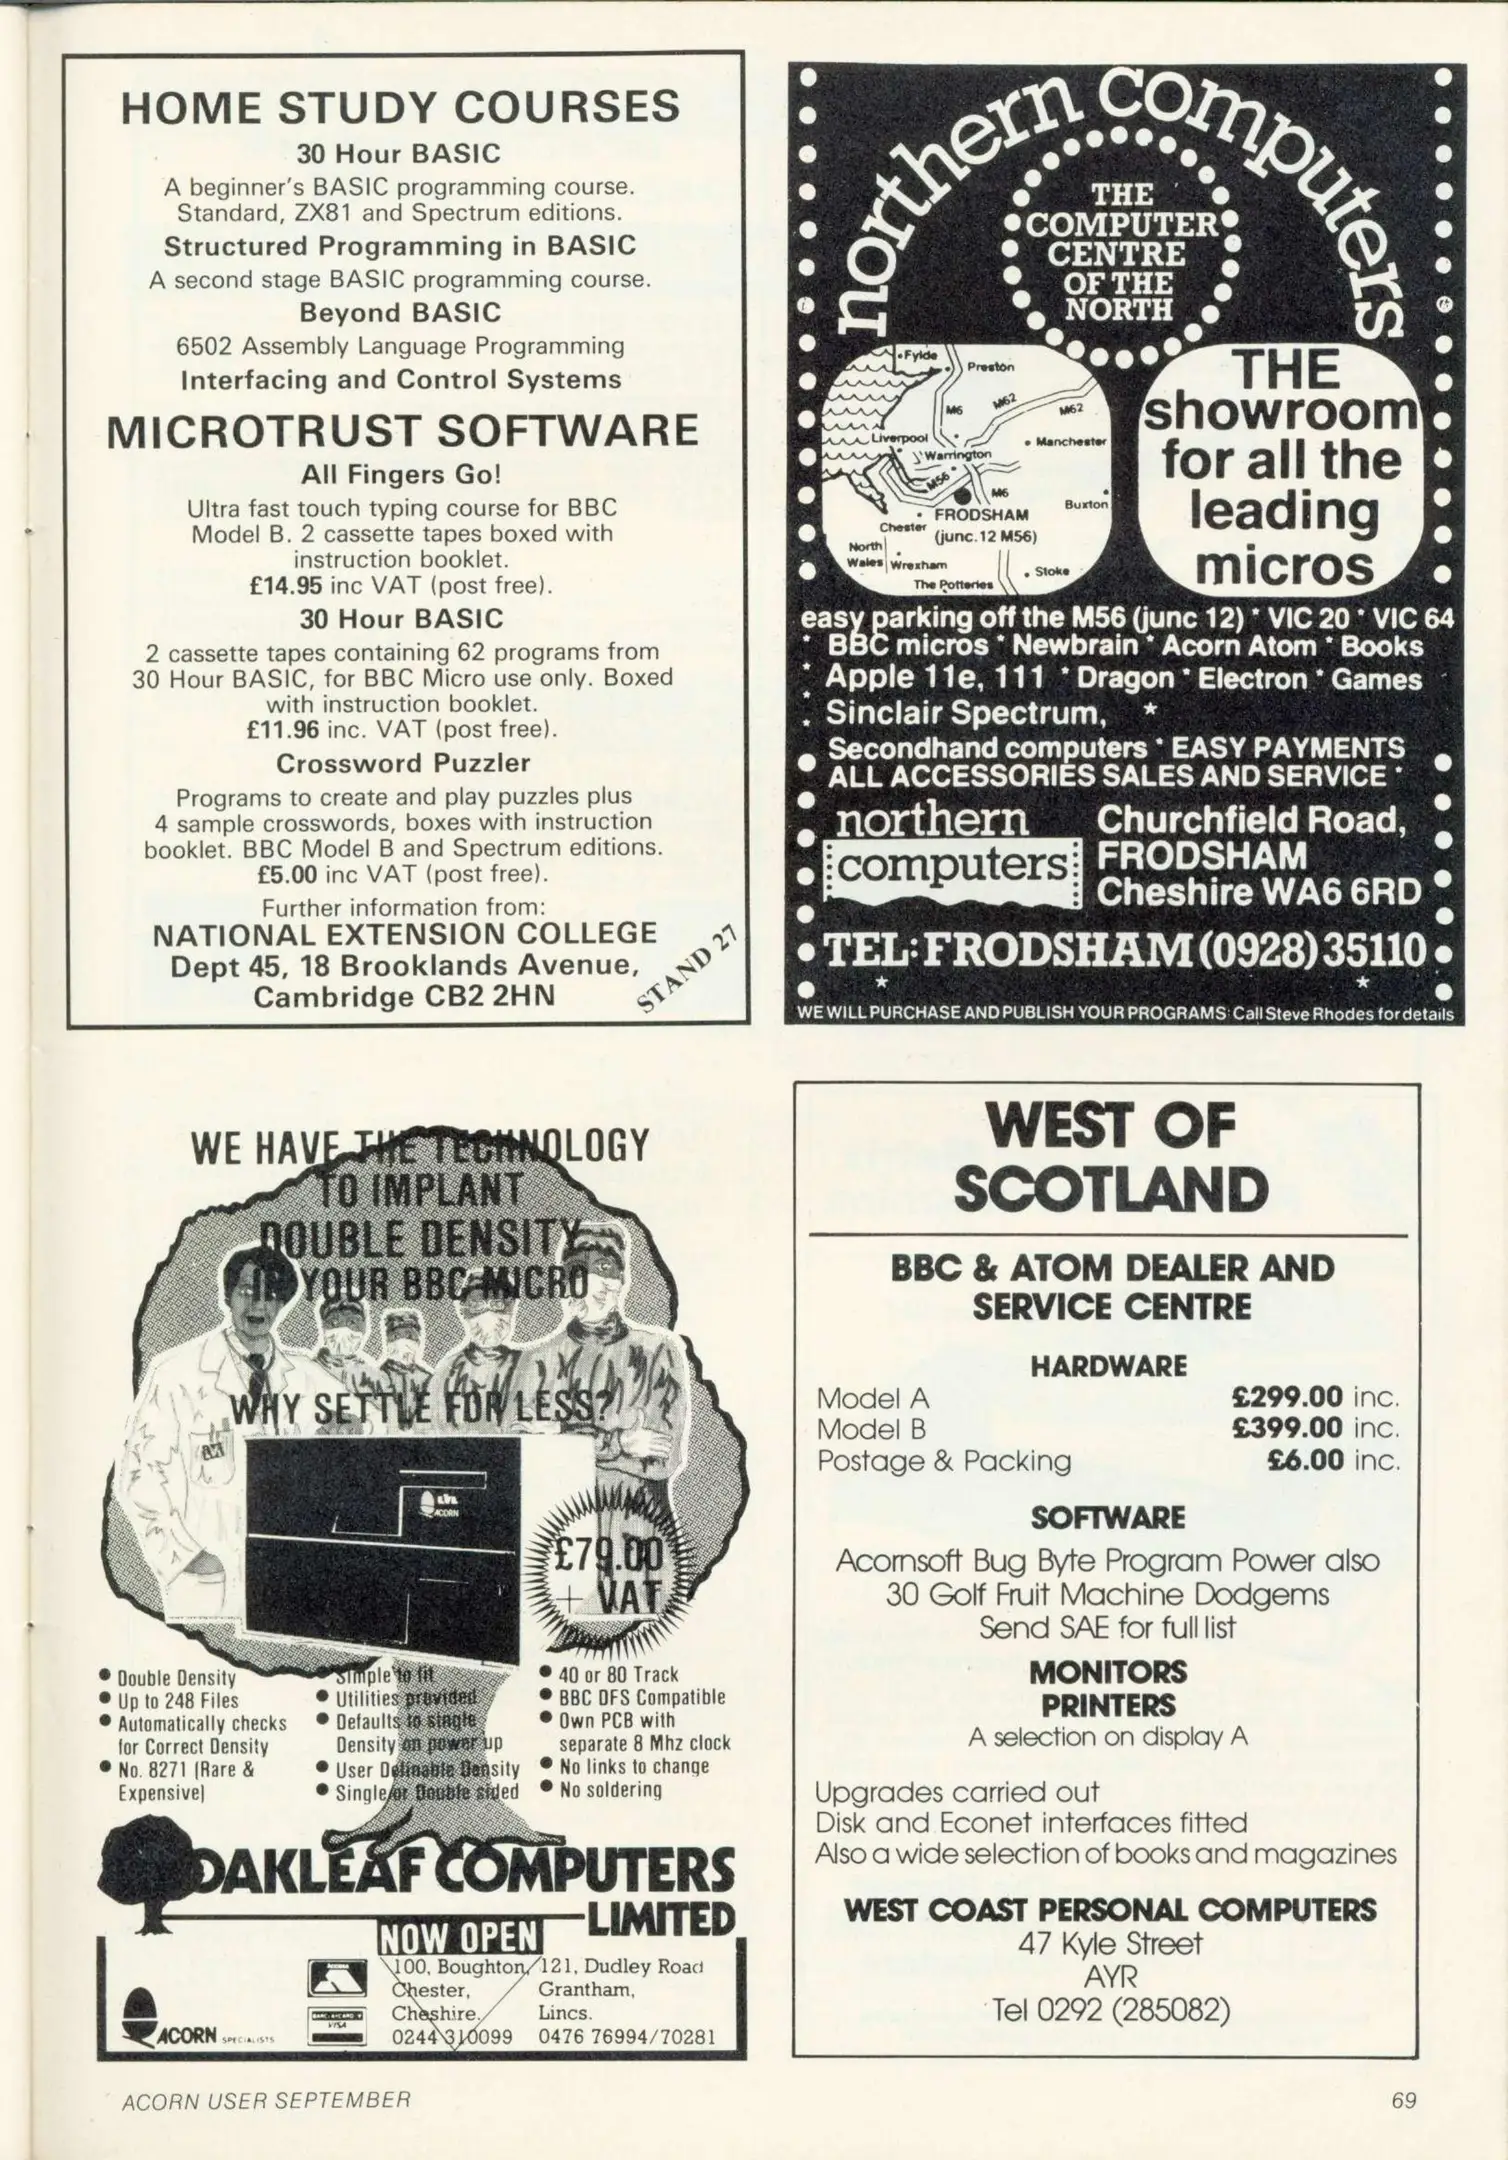 HOME STUDY COURSES
30 Hour BASIC
A beginner's BASIC programming course.
Standard, ZX81 and Spectrum editions.
Structured Programming in BASIC
A second stage BASIC programming course.
Beyond BASIC
6502 Assembly Language Programming
Interfacing and Control Systems
MICROTRUST SOFTWARE
All Fingers Go!
Ultra fast touch typing course for BBC
Model B. 2 cassette tapes boxed with
instruction booklet.
£14.95 inc VAT (post free).
30 Hour BASIC
2 cassette tapes containing 62 programs from
30 Hour BASIC, for BBC Micro use only. Boxed
with instruction booklet.
£11.96 inc. VAT (post free).
Crossword Puzzler
Programs to create and play puzzles plus
4 sample crosswords, boxes with instruction
booklet. BBC Model B and Spectrum editions.
£5.00 inc VAT (post free).
Further information from:
NATIONAL EXTENSION COLLEGE
Dept 45, 18 Brooklands Avenue,
Cambridge CB2 2HN
STAND 27
northern computers
THE
COMPUTER
CENTRE
OF THE
NORTH
Fylde
Preston
M6
M62
M62
Liverpool
Manchester
Warrington
M56
M6
Buxton
FRODSHAM
Chester
(junc.12 M56)
North
Wales
Wrexham
Stoke
The Potteries
THE
showroom
for all the
leading
micros
easy parking off the M56 (junc 12) * VIC 20 * VIC 64
* BBC micros * Newbrain * Acorn Atom * Books
* Apple 11e, 111 * Dragon * Electron * Games
* Sinclair Spectrum, *
Secondhand computers * EASY PAYMENTS
ALL ACCESSORIES SALES AND SERVICE *
northern
computers
Churchfield Road,
FRODSHAM
Cheshire WA6 6RD
TEL: FRODSHAM (0928) 35110
* *
WE WILL PURCHASE AND PUBLISH YOUR PROGRAMS: Call Steve Rhodes for details
WE HAVE THE TECHNOLOGY
TO IMPLANT
DOUBLE DENSITY
IN YOUR BBC MICRO
WHY SETTLE FOR LESS?
ACORN
£79.00
+ VAT
• Double Density
• Up to 248 Files
• Automatically checks
for Correct Density
• No. 8271 (Rare &
Expensive)
Simple to fit
• Utilities provided
• Defaults to single
Density on power up
• User Definable Density
• Single or Double sided
• 40 or 80 Track
• BBC DFS Compatible
• Own PCB with
separate 8 Mhz clock
• No links to change
• No soldering
OAKLEAF COMPUTERS
LIMITED
NOW OPEN
ACORN SPECIALISTS
VISA
100, Boughton,
Chester,
Cheshire.
0244 310099
121, Dudley Road
Grantham,
Lincs.
0476 76994/70281
WEST OF
SCOTLAND
BBC & ATOM DEALER AND
SERVICE CENTRE
HARDWARE
Model A £299.00 inc.
Model B £399.00 inc.
Postage & Packing £6.00 inc.
SOFTWARE
Acornsoft Bug Byte Program Power also
30 Golf Fruit Machine Dodgems
Send SAE for full list
MONITORS
PRINTERS
A selection on display A
Upgrades carried out
Disk and Econet interfaces fitted
Also a wide selection of books and magazines
WEST COAST PERSONAL COMPUTERS
47 Kyle Street
AYR
Tel 0292 (285082)
ACORN USER SEPTEMBER
69